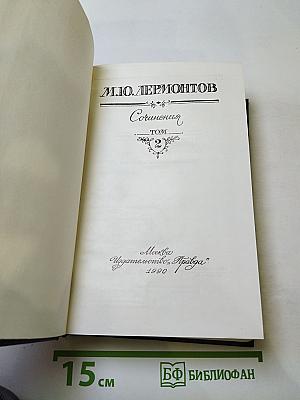 М.Ю. ЛЕРМОНТОВ
Сочинения
ТОМ
2
Москва
Издательство „Правда“
1990
15 см
БФ БИБЛИОФАН